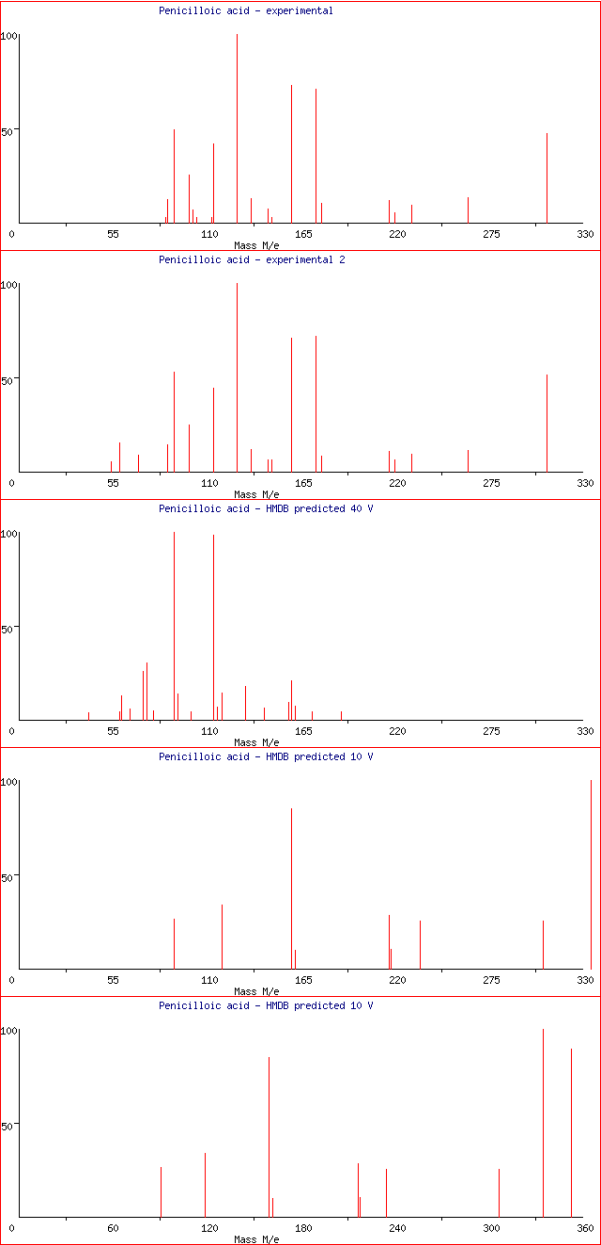 Penicilloic acid - experimental
100
50
0 55 110 165 220 275 330
Mass M/e
Penicilloic acid - experimental 2
100
50
0 55 110 165 220 275 330
Mass M/e
Penicilloic acid - HMDB predicted 40 V
100
50
0 55 110 165 220 275 330
Mass M/e
Penicilloic acid - HMDB predicted 10 V
100
50
0 55 110 165 220 275 330
Mass M/e
Penicilloic acid - HMDB predicted 10 V
100
50
0 60 120 180 240 300 360
Mass M/e